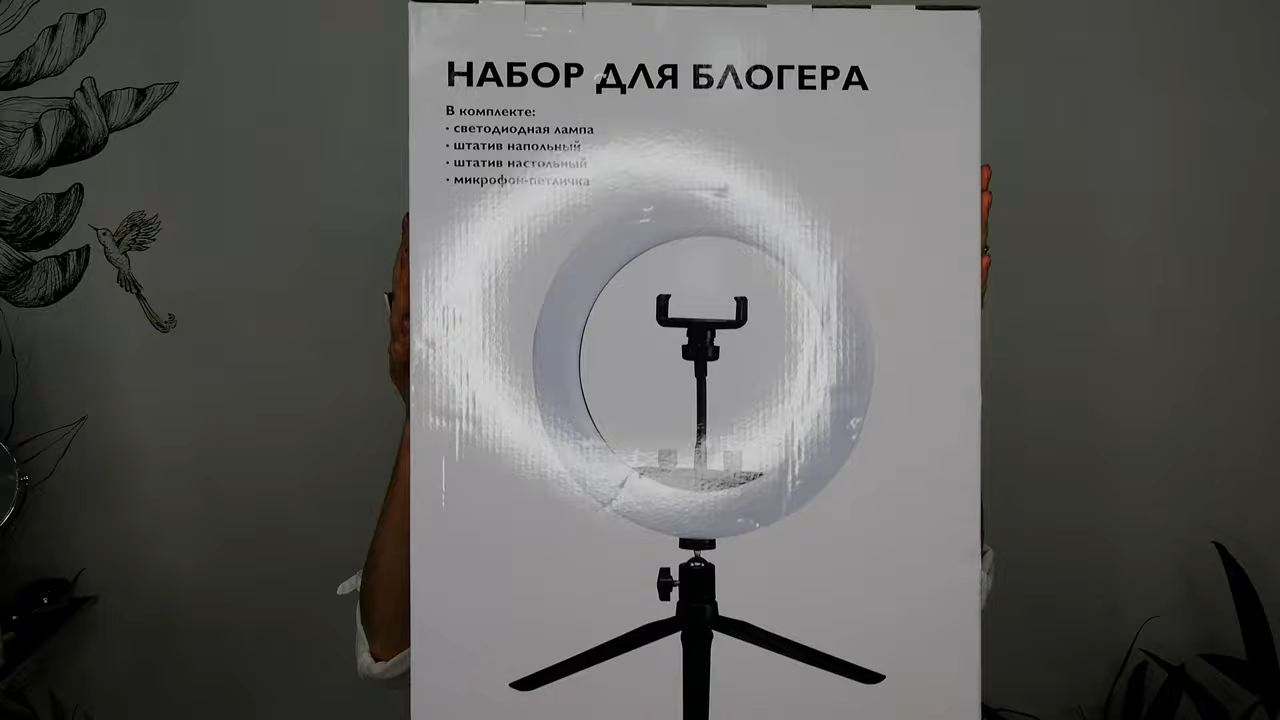 НАБОР ДЛЯ БЛОГЕРА
В комплекте:
• светодиодная лампа
• штатив напольный
• штатив настольный
• микрофон-петличка